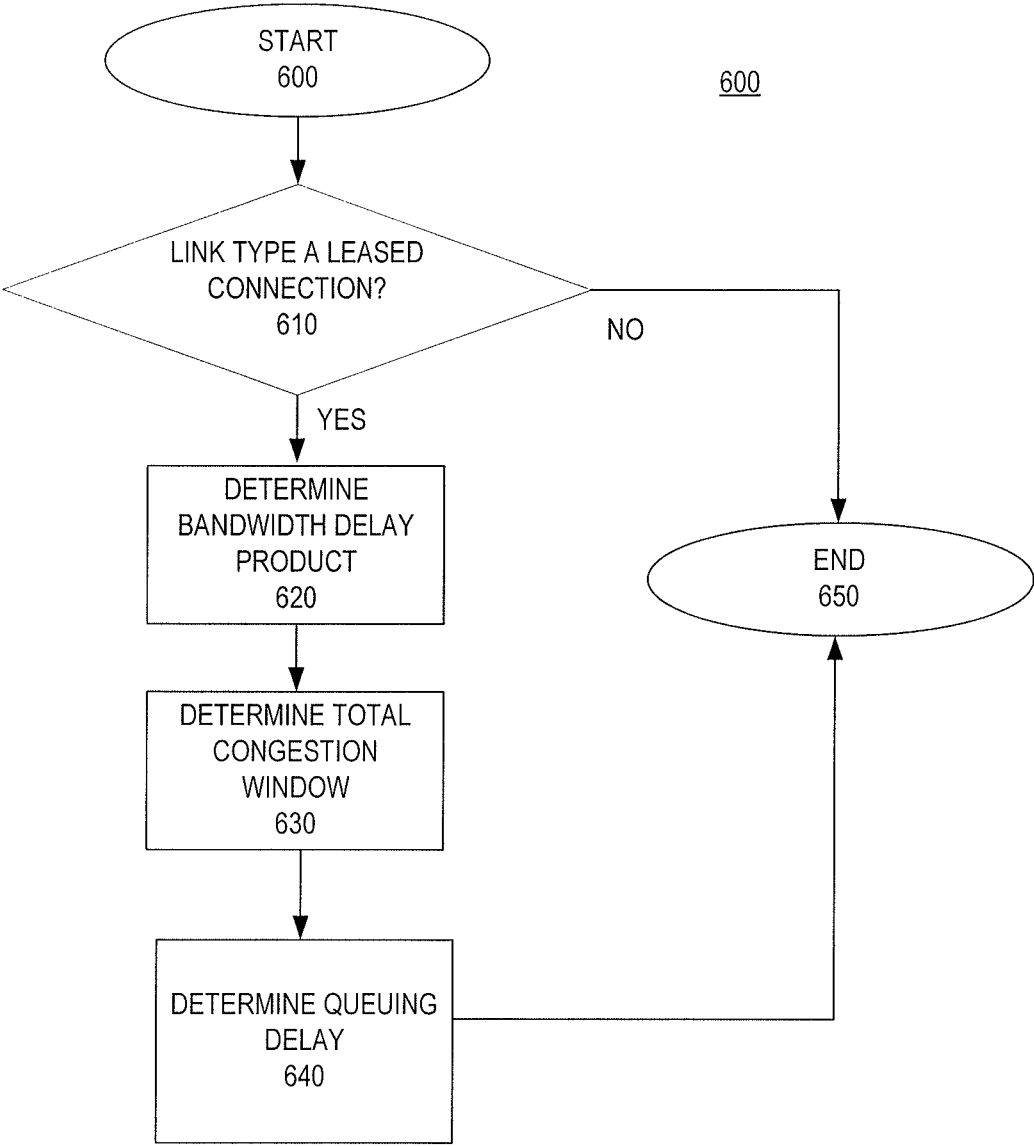 START
600
600
LINK TYPE A LEASED
CONNECTION?
610
NO
YES
DETERMINE
BANDWIDTH DELAY
PRODUCT
620
END
650
DETERMINE TOTAL
CONGESTION
WINDOW
630
DETERMINE QUEUING
DELAY
640